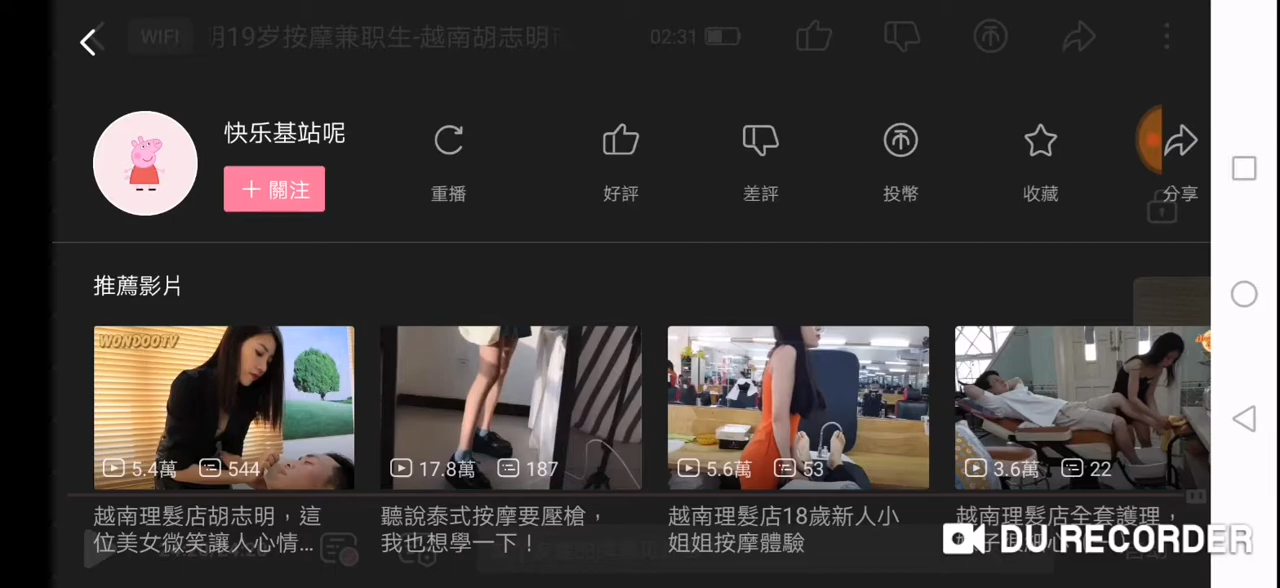 WIFI
明19岁按摩兼职生-越南胡志明市
02:31
快乐基站呢
+ 關注
重播
好評
差評
投幣
收藏
分享
推薦影片
WONDOOTV
5.4萬
544
17.8萬
187
5.6萬
53
3.6萬
22
越南理髮店胡志明，這
位美女微笑讓人心情...
聽說泰式按摩要壓槍，
我也想學一下！
越南理髮店18歲新人小
姐姐按摩體驗
越南理髮店全套護理，
DU RECORDER